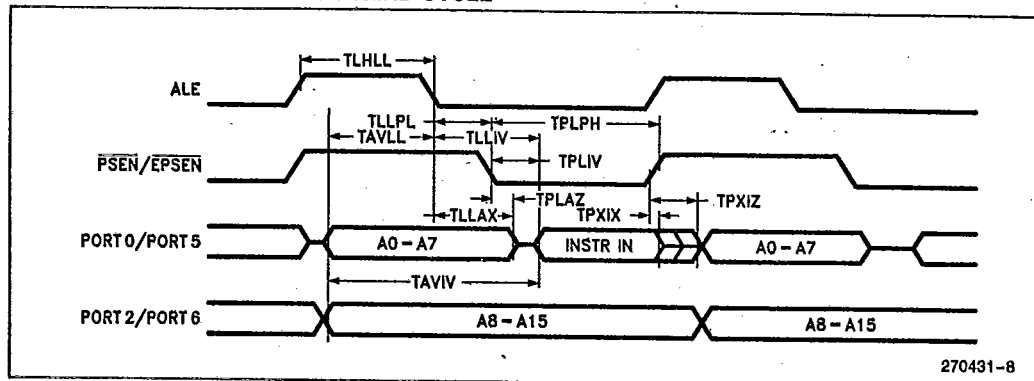 TLHLL
ALE
TLLPL
TPLPH
TAVLL
TLLIV
PSEN/EPSEN
TPLIV
TPLAZ
TLLAX
TPXIX
TPXIZ
PORT 0/PORT 5
A0-A7
INSTR IN
A0-A7
TAVIV
PORT 2/PORT 6
A8-A15
A8-A15
270431-8